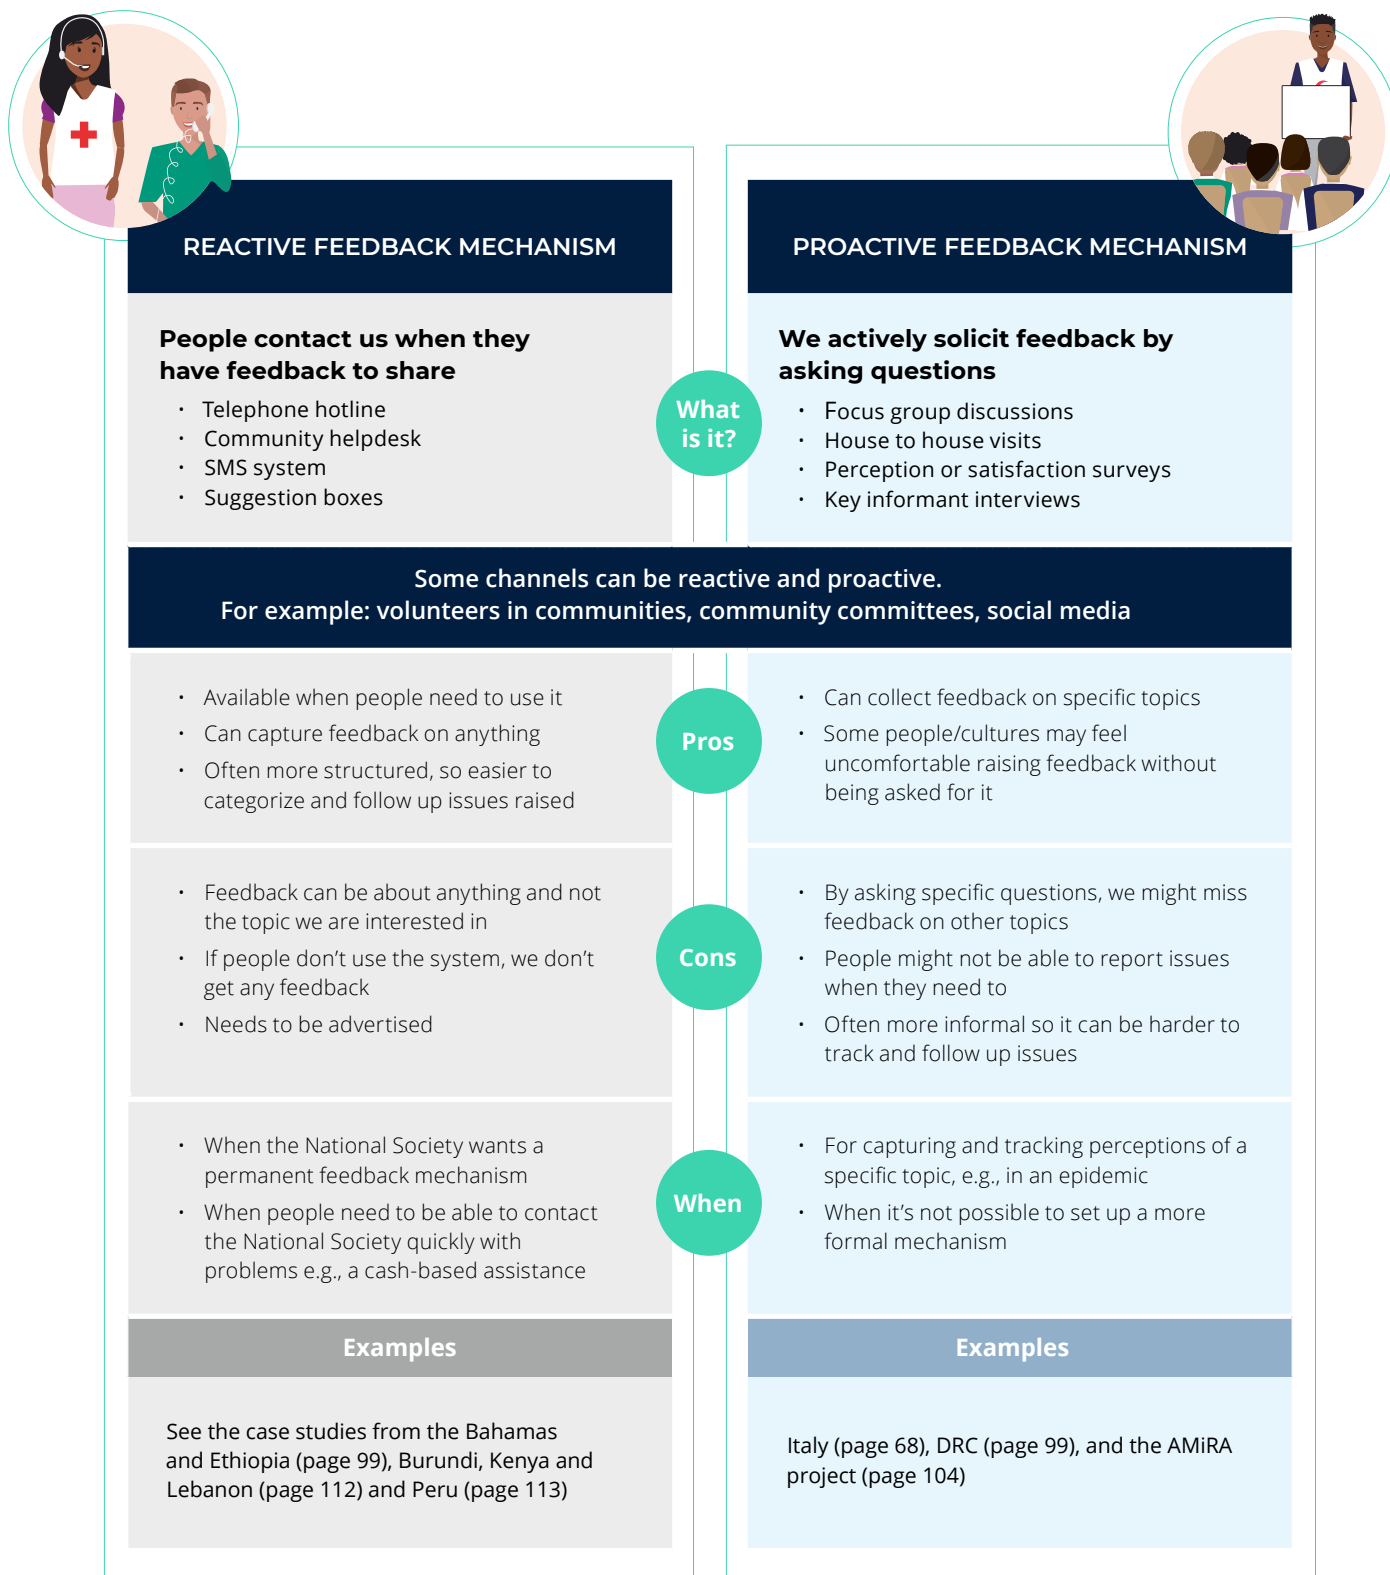 REACTIVE FEEDBACK MECHANISM
People contact us when they
have feedback to share
· Telephone hotline
· Community helpdesk
· SMS system
· Suggestion boxes
What
is it?
PROACTIVE FEEDBACK MECHANISM
We actively solicit feedback by
asking questions
· Focus group discussions
· House to house visits
· Perception or satisfaction surveys
· Key informant interviews
Some channels can be reactive and proactive.
For example: volunteers in communities, community committees, social media
· Available when people need to use it
· Can capture feedback on anything
· Often more structured, so easier to
categorize and follow up issues raised
Pros
· Can collect feedback on specific topics
· Some people/cultures may feel
uncomfortable raising feedback without
being asked for it
· Feedback can be about anything and not
the topic we are interested in
· If people don’t use the system, we don’t
get any feedback
· Needs to be advertised
Cons
· By asking specific questions, we might miss
feedback on other topics
· People might not be able to report issues
when they need to
· Often more informal so it can be harder to
track and follow up issues
· When the National Society wants a
permanent feedback mechanism
· When people need to be able to contact
the National Society quickly with
problems e.g., a cash-based assistance
When
· For capturing and tracking perceptions of a
specific topic, e.g., in an epidemic
· When it’s not possible to set up a more
formal mechanism
Examples
See the case studies from the Bahamas
and Ethiopia (page 99), Burundi, Kenya and
Lebanon (page 112) and Peru (page 113)
Examples
Italy (page 68), DRC (page 99), and the AMiRA
project (page 104)